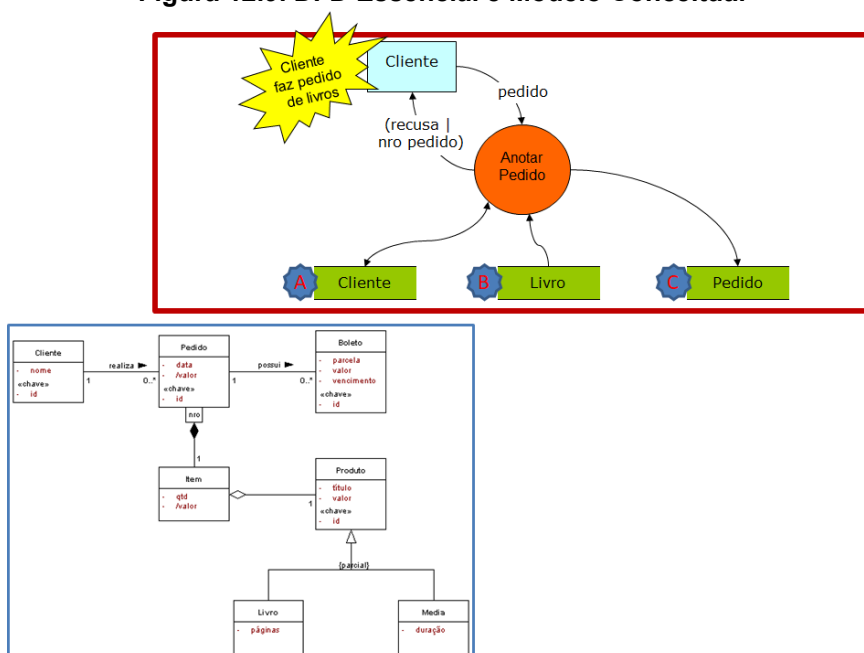 Cliente
faz pedido
de livros
Cliente
pedido
(recusa |
nro pedido)
Anotar
Pedido
A
Cliente
B
Livro
C
Pedido
Cliente
- nome
«chave»
- id
realiza
1
0..*
Pedido
- data
- /valor
«chave»
- id
nro
possui
1
0..*
Boleto
- parcela
- valor
- vencimento
«chave»
- id
1
Item
- qtd
- /valor
1
Produto
- título
- valor
«chave»
- id
{parcial}
Livro
- páginas
Media
- duração